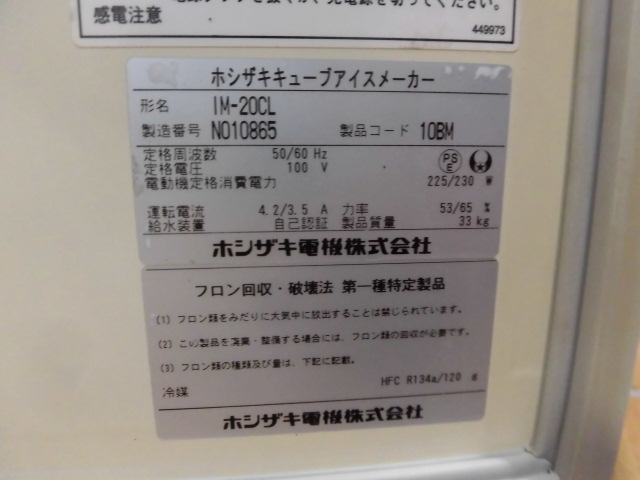 感電注意
449973
ホシザキキューブアイスメーカー
形名 IM-20CL
製造番号 N010865 製品コード 10BM
定格周波数 50/60 Hz
定格電圧 100 V
PSE
電動機定格消費電力 225/230 W
運転電流 4.2/3.5 A 力率 53/65 %
給水装置 自己認証 製品質量 33 kg
ホシザキ電機株式会社
フロン回収・破壊法 第一種特定製品
(1) フロン類をみだりに大気中に放出することは禁じられています。
(2) この製品を廃棄・整備する場合には、フロン類の回収が必要です。
(3) フロン類の種類及び量は、下記に記載。
冷媒 HFC R134a/120 g
ホシザキ電機株式会社